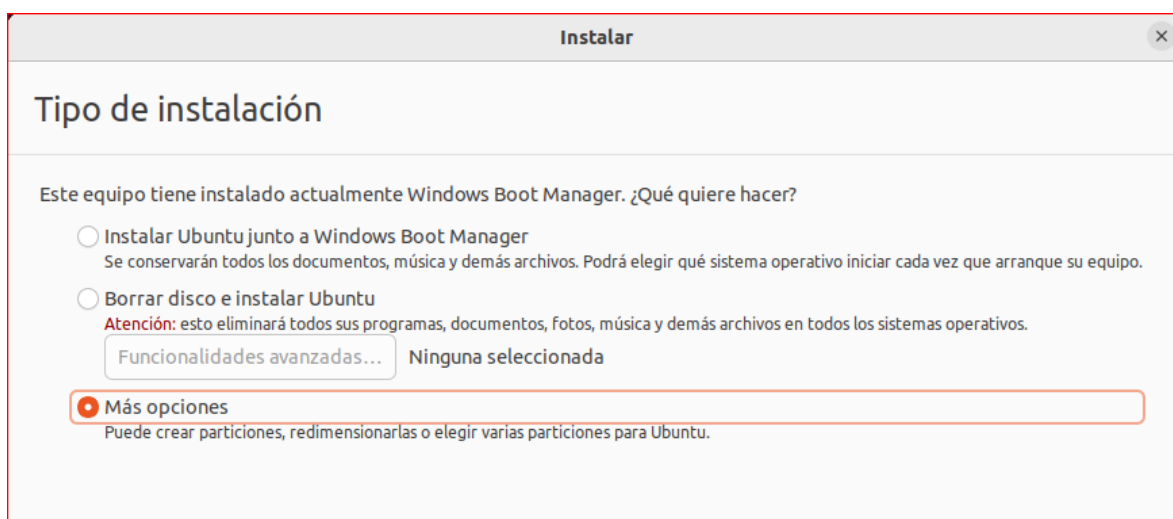 Instalar
Tipo de instalación
Este equipo tiene instalado actualmente Windows Boot Manager. ¿Qué quiere hacer?
Instalar Ubuntu junto a Windows Boot Manager
Se conservarán todos los documentos, música y demás archivos. Podrá elegir qué sistema operativo iniciar cada vez que arranque su equipo.
Borrar disco e instalar Ubuntu
Atención: esto eliminará todos sus programas, documentos, fotos, música y demás archivos en todos los sistemas operativos.
Funcionalidades avanzadas... Ninguna seleccionada
Más opciones
Puede crear particiones, redimensionarlas o elegir varias particiones para Ubuntu.